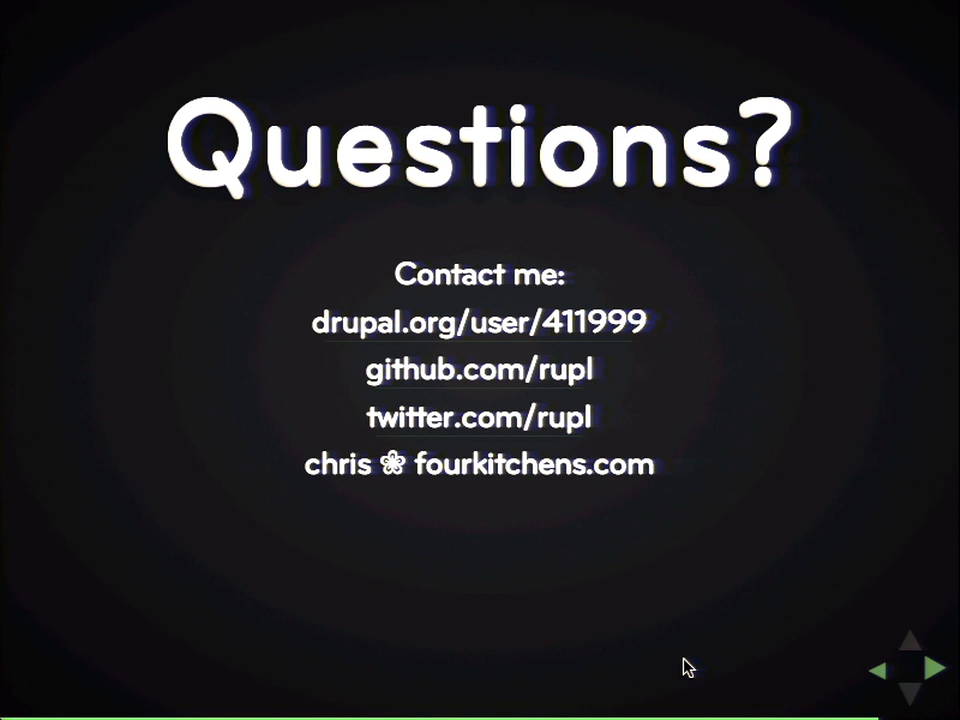 Questions?
Contact me:
drupal.org/user/411999
github.com/rupl
twitter.com/rupl
chris ❀ fourkitchens.com